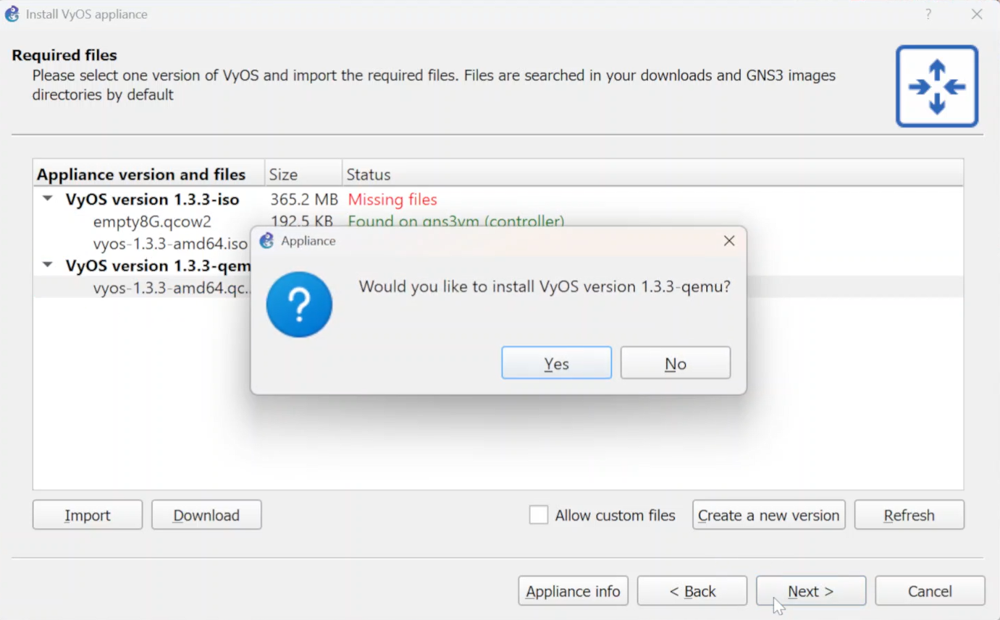 Install VyOS appliance
?
Required files
Please select one version of VyOS and import the required files. Files are searched in your downloads and GNS3 images
directories by default
Appliance version and files Size Status
VyOS version 1.3.3-iso 365.2 MB Missing files
empty8G.qcow2 192.5 KB Found on gns3vm (controller)
vyos-1.3.3-amd64.iso
VyOS version 1.3.3-qem
vyos-1.3.3-amd64.qc..
Appliance
?
Would you like to install VyOS version 1.3.3-qemu?
Yes No
Import Download Allow custom files Create a new version Refresh
Appliance info < Back Next > Cancel